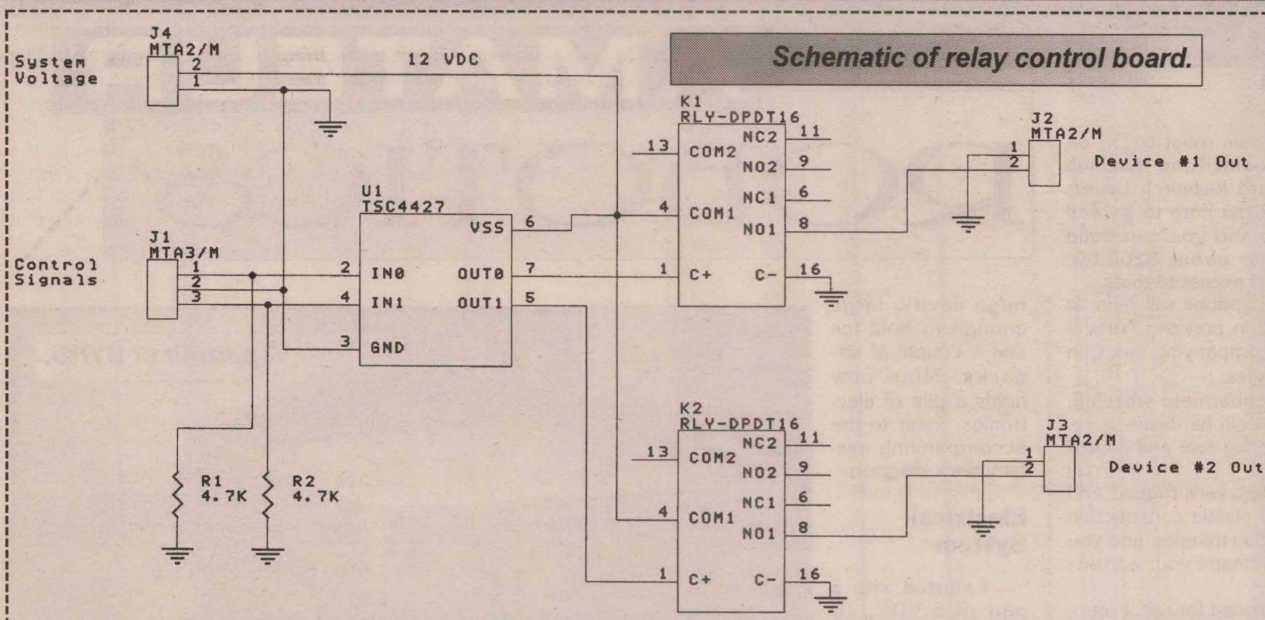 Schematic of relay control board.
J4
MTA2/M
System
Voltage
2
1
12 VDC
J1
MTA3/M
Control
Signals
1
2
3
U1
TSC4427
VSS 6
2 IN0 OUT0 7
4 IN1 OUT1 5
3 GND
R1
4.7K
R2
4.7K
K1
RLY-DPDT16
NC2 11
13 COM2
NO2 9
NC1 6
4 COM1
NO1 8
1 C+ C- 16
J2
MTA2/M
1
2
Device #1 Out
K2
RLY-DPDT16
NC2 11
13 COM2
NO2 9
NC1 6
4 COM1
NO1 8
1 C+ C- 16
J3
MTA2/M
1
2
Device #2 Out